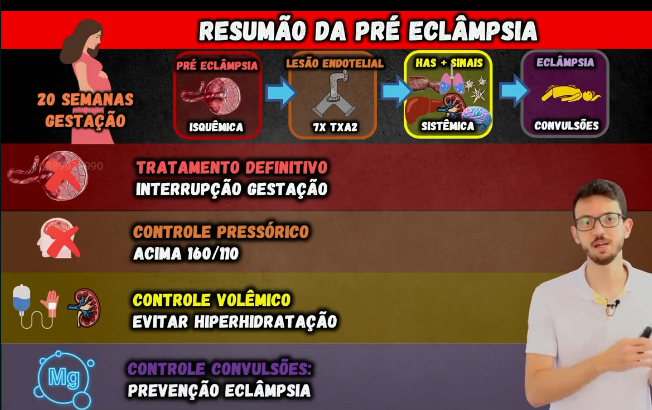 RESUMÃO DA PRÉ ECLÂMPSIA
20 SEMANAS
GESTAÇÃO
PRÉ ECLÂMPSIA
ISQUÊMICA
LESÃO ENDOTELIAL
7X TXA2
HAS + SINAIS
SISTÊMICA
ECLÂMPSIA
CONVULSÕES
TRATAMENTO DEFINITIVO
INTERRUPÇÃO GESTAÇÃO
CONTROLE PRESSÓRICO
ACIMA 160/110
CONTROLE VOLÊMICO
EVITAR HIPERHIDRATAÇÃO
Mg
CONTROLE CONVULSÕES:
PREVENÇÃO ECLÂMPSIA